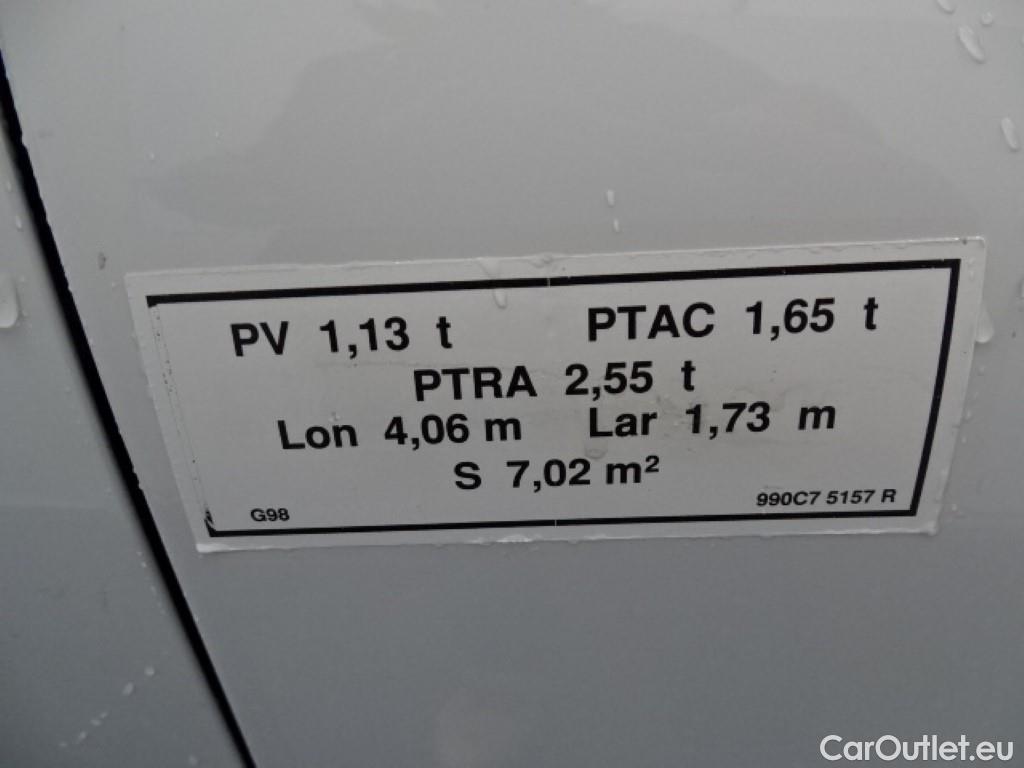 PV 1,13 t PTAC 1,65 t
PTRA 2,55 t
Lon 4,06 m Lar 1,73 m
S 7,02 m²
G98 990C7 5157 R
CarOutlet.eu